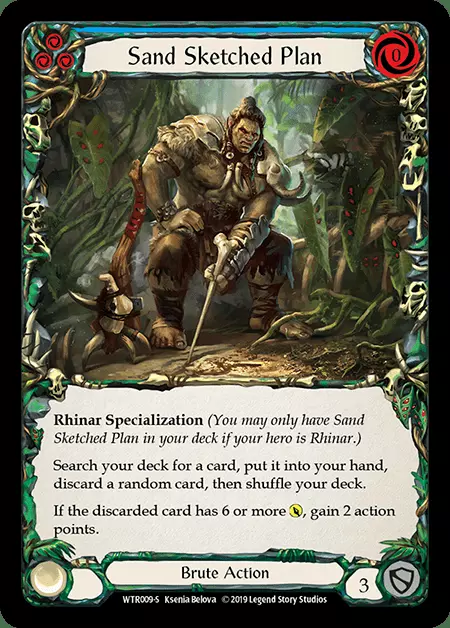 Sand Sketched Plan
0
Rhinar Specialization (You may only have Sand
Sketched Plan in your deck if your hero is Rhinar.)
Search your deck for a card, put it into your hand,
discard a random card, then shuffle your deck.
If the discarded card has 6 or more , gain 2 action
points.
Brute Action
3
WTR009-S Ksenia Belova © 2019 Legend Story Studios